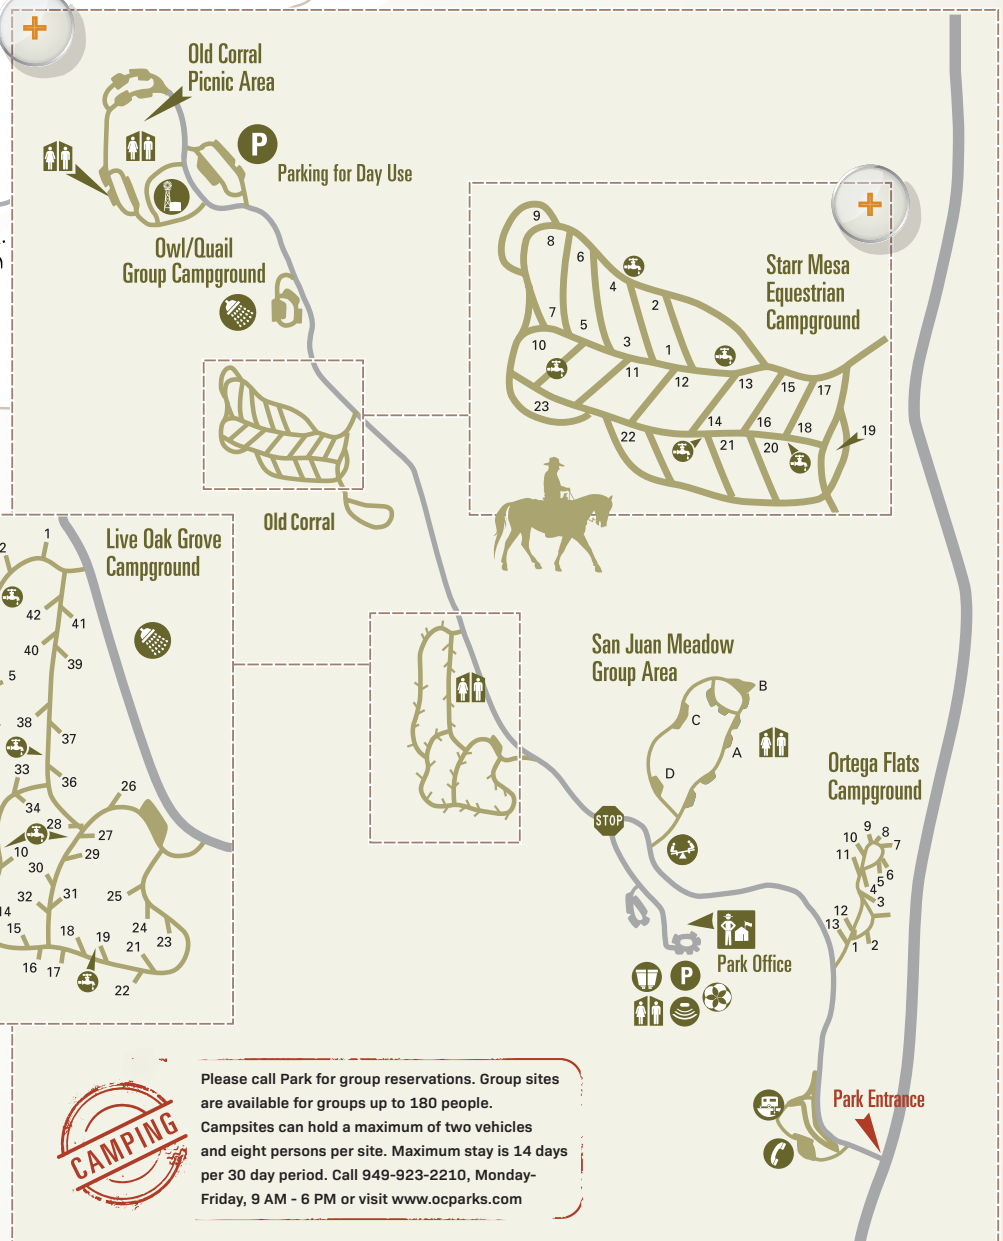 Old Corral
Picnic Area
P
Parking for Day Use
Owl/Quail
Group Campground
Starr Mesa
Equestrian
Campground
9
8
6
4
2
7
5
3
1
10
11
12
13
15
17
23
22
14
16
18
19
21
20
Old Corral
Live Oak Grove
Campground
2
1
42
41
40
39
5
38
37
33
36
26
34
28
27
10
29
30
25
32
31
14
15
18
19
24
21
23
16
17
22
San Juan Meadow
Group Area
B
C
A
D
STOP
Ortega Flats
Campground
9
8
10
7
11
6
5
4
3
12
13
1
2
Park Office
P
Park Entrance
CAMPING
Please call Park for group reservations. Group sites
are available for groups up to 180 people.
Campsites can hold a maximum of two vehicles
and eight persons per site. Maximum stay is 14 days
per 30 day period. Call 949-923-2210, Monday-
Friday, 9 AM - 6 PM or visit www.ocparks.com